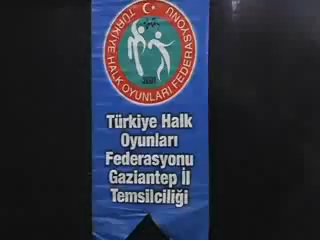 TÜRKİYE HALK OYUNLARI FEDERASYONU
Türkiye Halk
Oyunları
Federasyonu
Gaziantep İl
Temsilciliği